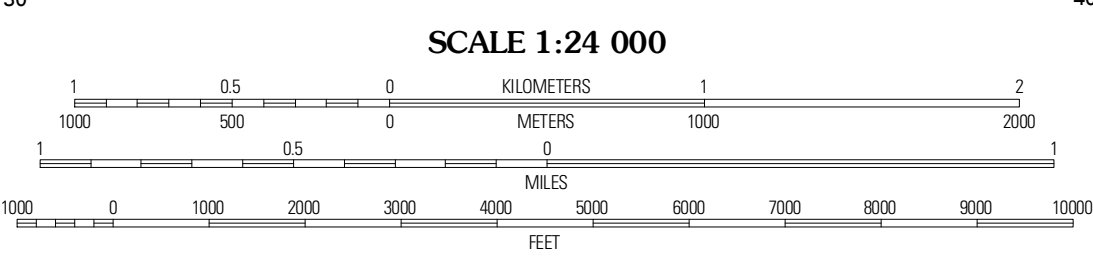 SCALE 1:24 000
1 0.5 0 KILOMETERS 1 2
1000 500 0 METERS 1000 2000
1 0.5 0 1
MILES
1000 0 1000 2000 3000 4000 5000 6000 7000 8000 9000 10000
FEET